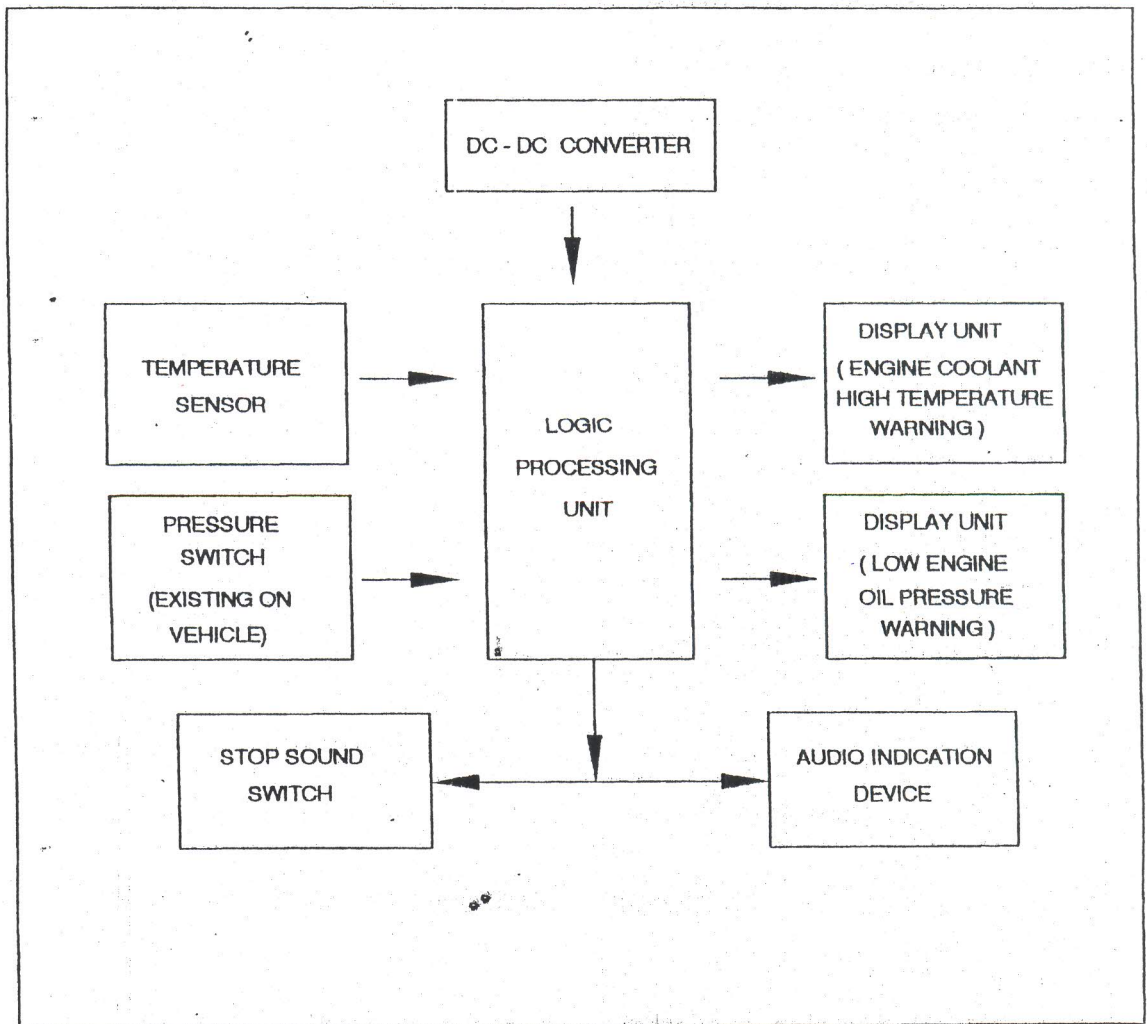 DC - DC CONVERTER
TEMPERATURE
SENSOR
LOGIC
PROCESSING
UNIT
DISPLAY UNIT
( ENGINE COOLANT
HIGH TEMPERATURE
WARNING )
PRESSURE
SWITCH
(EXISTING ON
VEHICLE)
DISPLAY UNIT
( LOW ENGINE
OIL PRESSURE
WARNING )
STOP SOUND
SWITCH
AUDIO INDICATION
DEVICE